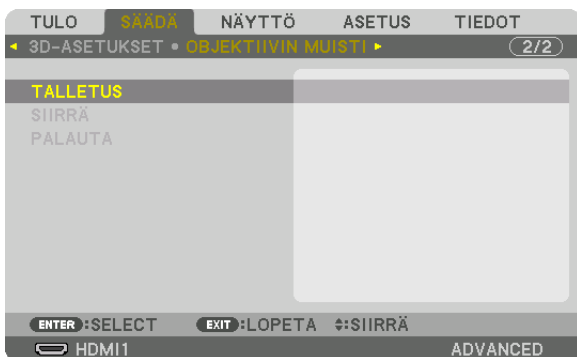 TULO SÄÄDÄ NÄYTTÖ ASETUS TIEDOT
3D-ASETUKSET • OBJEKTIIVIN MUISTI 2/2
TALLETUS
SIIRRÄ
PALAUTA
ENTER :SELECT EXIT :LOPETA :SIIRRÄ
HDMI1 ADVANCED